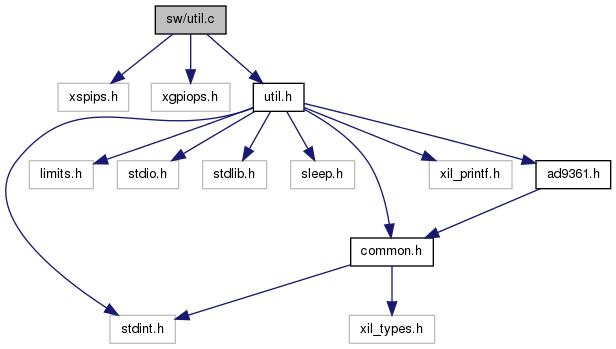 sw/util.c
xspips.h
xgpiops.h
util.h
limits.h
stdio.h
stdlib.h
sleep.h
xil_printf.h
ad9361.h
common.h
stdint.h
xil_types.h